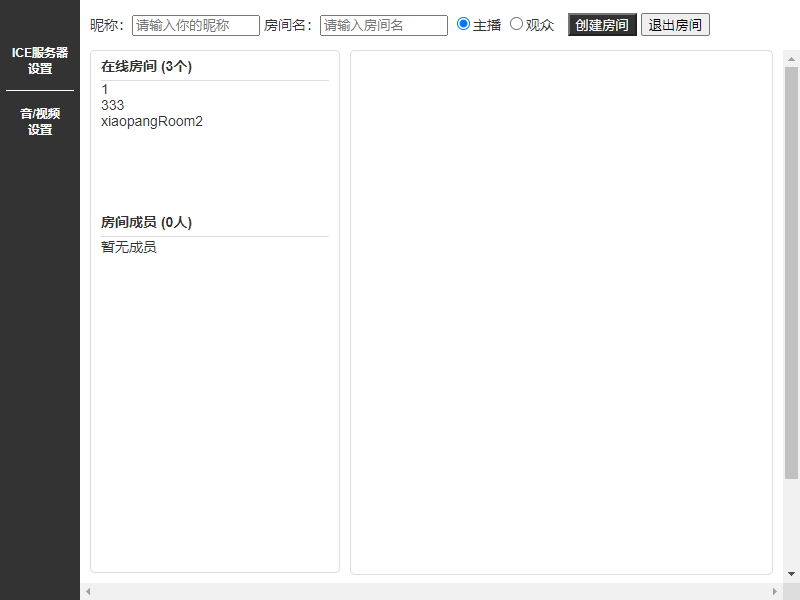 昵称： 请输入你的昵称 房间名： 请输入房间名 主播 观众 创建房间 退出房间
ICE服务器
设置
音/视频
设置
在线房间 (3个)
1
333
xiaopangRoom2
房间成员 (0人)
暂无成员